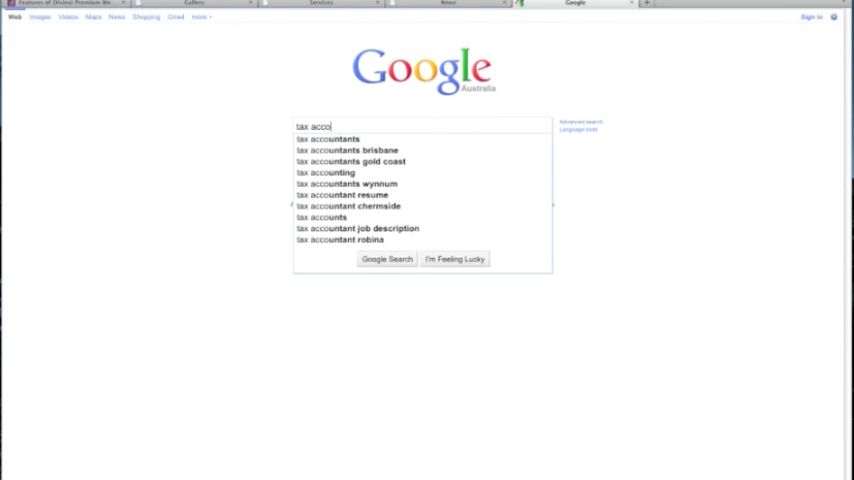 Features of Divinci Premium We...
Gallery
Services
News
Google
Web Images Videos Maps News Shopping Gmail more
Sign in
Google
Australia
tax acco
Advanced search
Language tools
tax accountants
tax accountants brisbane
tax accountants gold coast
tax accounting
tax accountants wynnum
tax accountant resume
tax accountant chermside
tax accounts
tax accountant job description
tax accountant robina
Google Search
I'm Feeling Lucky